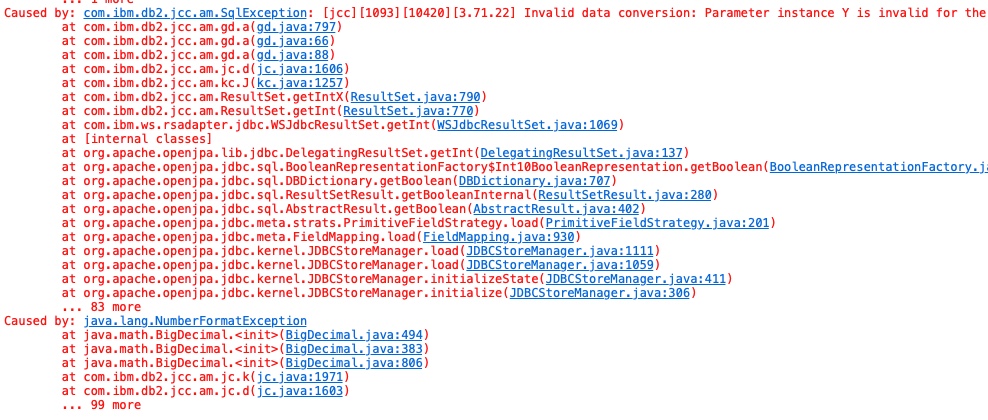 ... 1 more
Caused by: com.ibm.db2.jcc.am.SqlException: [jcc][1093][10420][3.71.22] Invalid data conversion: Parameter instance Y is invalid for the
at com.ibm.db2.jcc.am.gd.a(gd.java:797)
at com.ibm.db2.jcc.am.gd.a(gd.java:66)
at com.ibm.db2.jcc.am.gd.a(gd.java:88)
at com.ibm.db2.jcc.am.jc.d(jc.java:1606)
at com.ibm.db2.jcc.am.kc.J(kc.java:1257)
at com.ibm.db2.jcc.am.ResultSet.getIntX(ResultSet.java:790)
at com.ibm.db2.jcc.am.ResultSet.getInt(ResultSet.java:770)
at com.ibm.ws.rsadapter.jdbc.WSJdbcResultSet.getInt(WSJdbcResultSet.java:1069)
at [internal classes]
at org.apache.openjpa.lib.jdbc.DelegatingResultSet.getInt(DelegatingResultSet.java:137)
at org.apache.openjpa.jdbc.sql.BooleanRepresentationFactory$Int10BooleanRepresentation.getBoolean(BooleanRepresentationFactory.j
at org.apache.openjpa.jdbc.sql.DBDictionary.getBoolean(DBDictionary.java:707)
at org.apache.openjpa.jdbc.sql.ResultSetResult.getBooleanInternal(ResultSetResult.java:280)
at org.apache.openjpa.jdbc.sql.AbstractResult.getBoolean(AbstractResult.java:402)
at org.apache.openjpa.jdbc.meta.strats.PrimitiveFieldStrategy.load(PrimitiveFieldStrategy.java:201)
at org.apache.openjpa.jdbc.meta.FieldMapping.load(FieldMapping.java:930)
at org.apache.openjpa.jdbc.kernel.JDBCStoreManager.load(JDBCStoreManager.java:1111)
at org.apache.openjpa.jdbc.kernel.JDBCStoreManager.load(JDBCStoreManager.java:1059)
at org.apache.openjpa.jdbc.kernel.JDBCStoreManager.initializeState(JDBCStoreManager.java:411)
at org.apache.openjpa.jdbc.kernel.JDBCStoreManager.initialize(JDBCStoreManager.java:306)
... 83 more
Caused by: java.lang.NumberFormatException
at java.math.BigDecimal.<init>(BigDecimal.java:494)
at java.math.BigDecimal.<init>(BigDecimal.java:383)
at java.math.BigDecimal.<init>(BigDecimal.java:806)
at com.ibm.db2.jcc.am.jc.k(jc.java:1971)
at com.ibm.db2.jcc.am.jc.d(jc.java:1603)
... 99 more